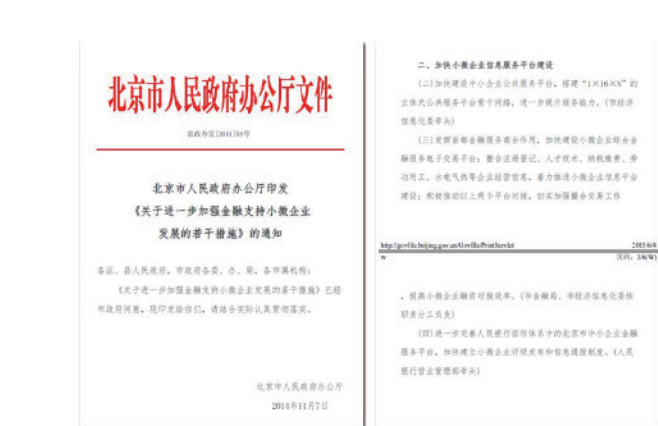 北京市人民政府办公厅文件
京政办发[2014]58号
北京市人民政府办公厅印发
《关于进一步加强金融支持小微企业
发展的若干措施》的通知
各区、县人民政府，市政府各委、办、局，各市属机构：
《关于进一步加强金融支持小微企业发展的若干措施》已经
市政府同意，现印发给你们，请结合实际认真贯彻落实。
北京市人民政府办公厅
2014年11月7日
二、加快小微企业信息服务平台建设
(二)加快建设中小企业公共服务平台，搭建“1×16×N”的
立体式公共服务平台骨干网络，进一步提升服务能力。(市经济
信息化委牵头)
(三)发挥首都金融服务商会作用，加快建设小微企业综合金
融服务电子交易平台；整合注册登记、人才技术、纳税缴费、劳
动用工、水电气热等企业经营信息，着力推进小微企业信息平台
建设；积极推动以上两个平台对接，切实加强撮合交易工作
http://govfile.beijing.gov.cn/Govfile/PrintServlet 2015/6/4
页码，3/8(W)
w
，提高小微企业融资对接效率。(市金融局、市经济信息化委按
职责分工负责)
(四)进一步完善人民银行征信体系中的北京市中小企业金融
服务平台，加快建立小微企业评级发布和信息通报制度。(人民
银行营业管理部牵头)